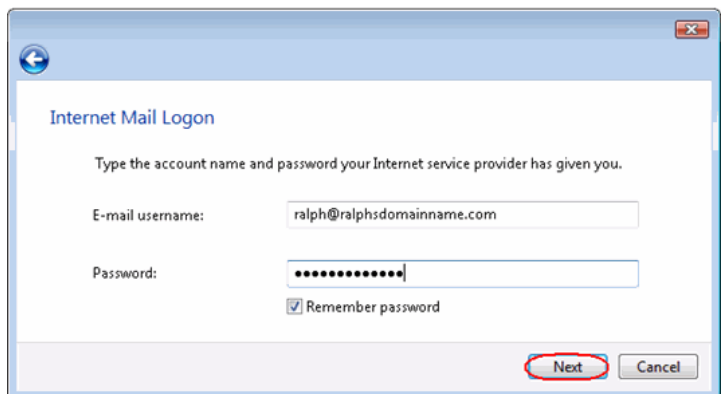 Internet Mail Logon
Type the account name and password your Internet service provider has given you.
E-mail username: ralph@ralphsdomainname.com
Password: •••••••••••••
Remember password
Next Cancel